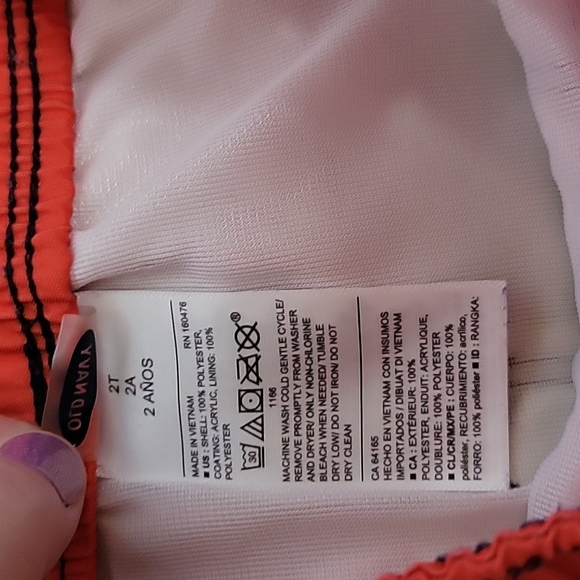 OLD NAVY
2T
2A
2 AÑOS
RN 160476
MADE IN VIETNAM
■ US : SHELL: 100% POLYESTER,
COATING: ACRYLIC, LINING: 100%
POLYESTER
30
®
1166
MACHINE WASH COLD GENTLE CYCLE/
REMOVE PROMPTLY FROM WASHER
AND DRYER/ ONLY NON-CHLORINE
BLEACH WHEN NEEDED/ TUMBLE
DRY LOW/ DO NOT IRON/ DO NOT
DRY CLEAN
CA 54165
HECHO EN VIETNAM CON INSUMOS
IMPORTADOS / DIBUAT DI VIETNAM
■ CA : EXTÉRIEUR: 100%
POLYESTER, ENDUIT: ACRYLIQUE,
DOUBLURE: 100% POLYESTER
■ CL/CR/MX/PE : CUERPO: 100%
poliéster, RECUBRIMIENTO: acrílico,
FORRO: 100% poliéster ■ ID : RANGKA: